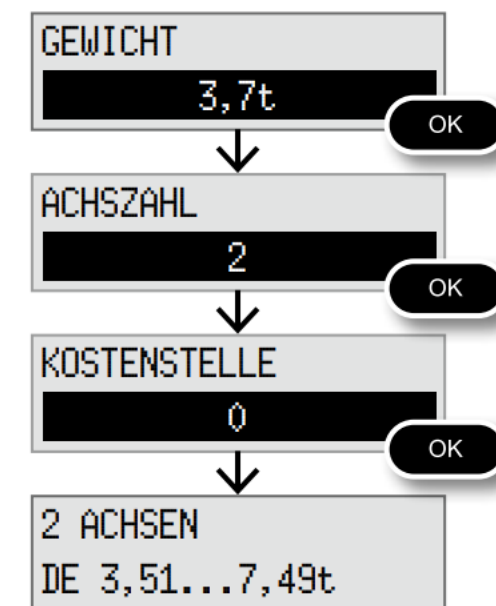 GEWICHT
3,7t
OK
ACHSZAHL
2
OK
KOSTENSTELLE
0
OK
2 ACHSEN
DE 3,51...7,49t